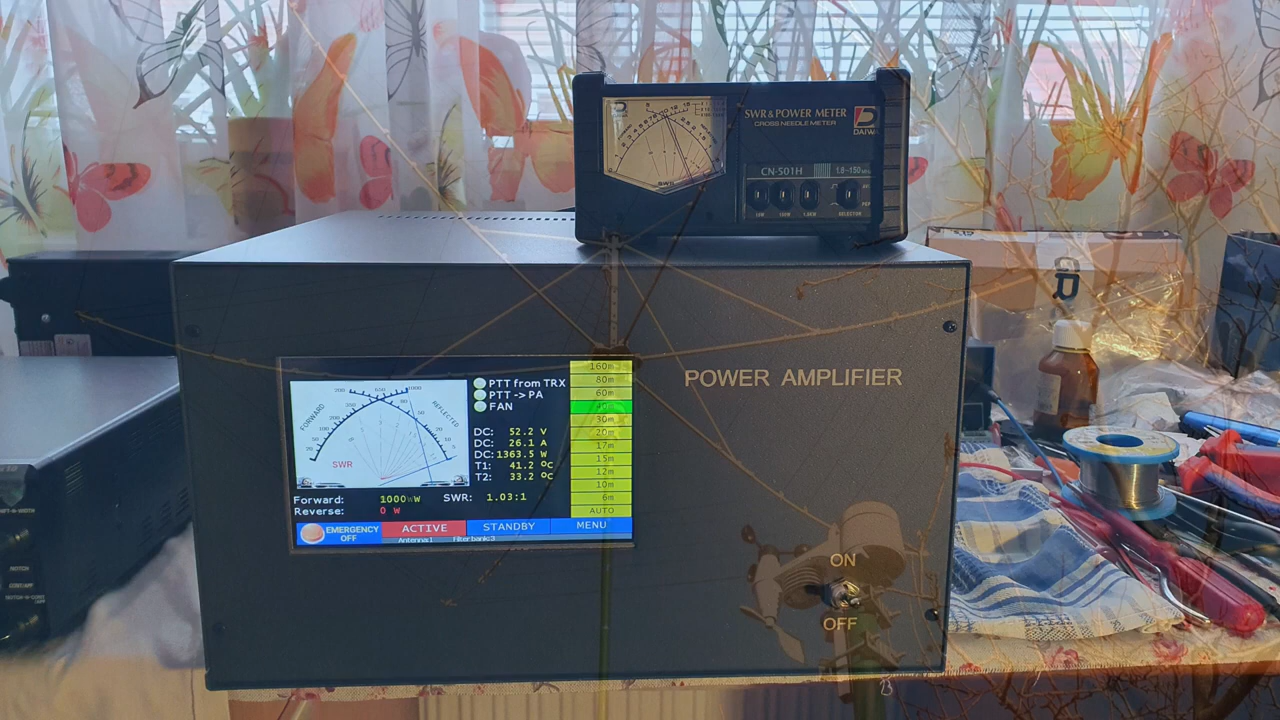 SWR & POWER METER
CROSS NEEDLE METER
DAIWA
CN-501H
1.8~150
SELECTOR
SWR
POWER AMPLIFIER
ON
OFF
FORWARD
REFLECTED
SWR
PTT from TRX
PTT -> PA
FAN
DC: 52.2 V
DC: 26.1 A
DC: 1363.5 W
T1: 41.2 ºC
T2: 33.2 ºC
Forward: 1000 W SWR: 1.03:1
Reverse: 0 W
160m
80m
60m
40m
30m
20m
17m
15m
12m
10m
6m
AUTO
EMERGENCY OFF
ACTIVE
STANDBY
MENU
Antenna:1 Filterbank:3